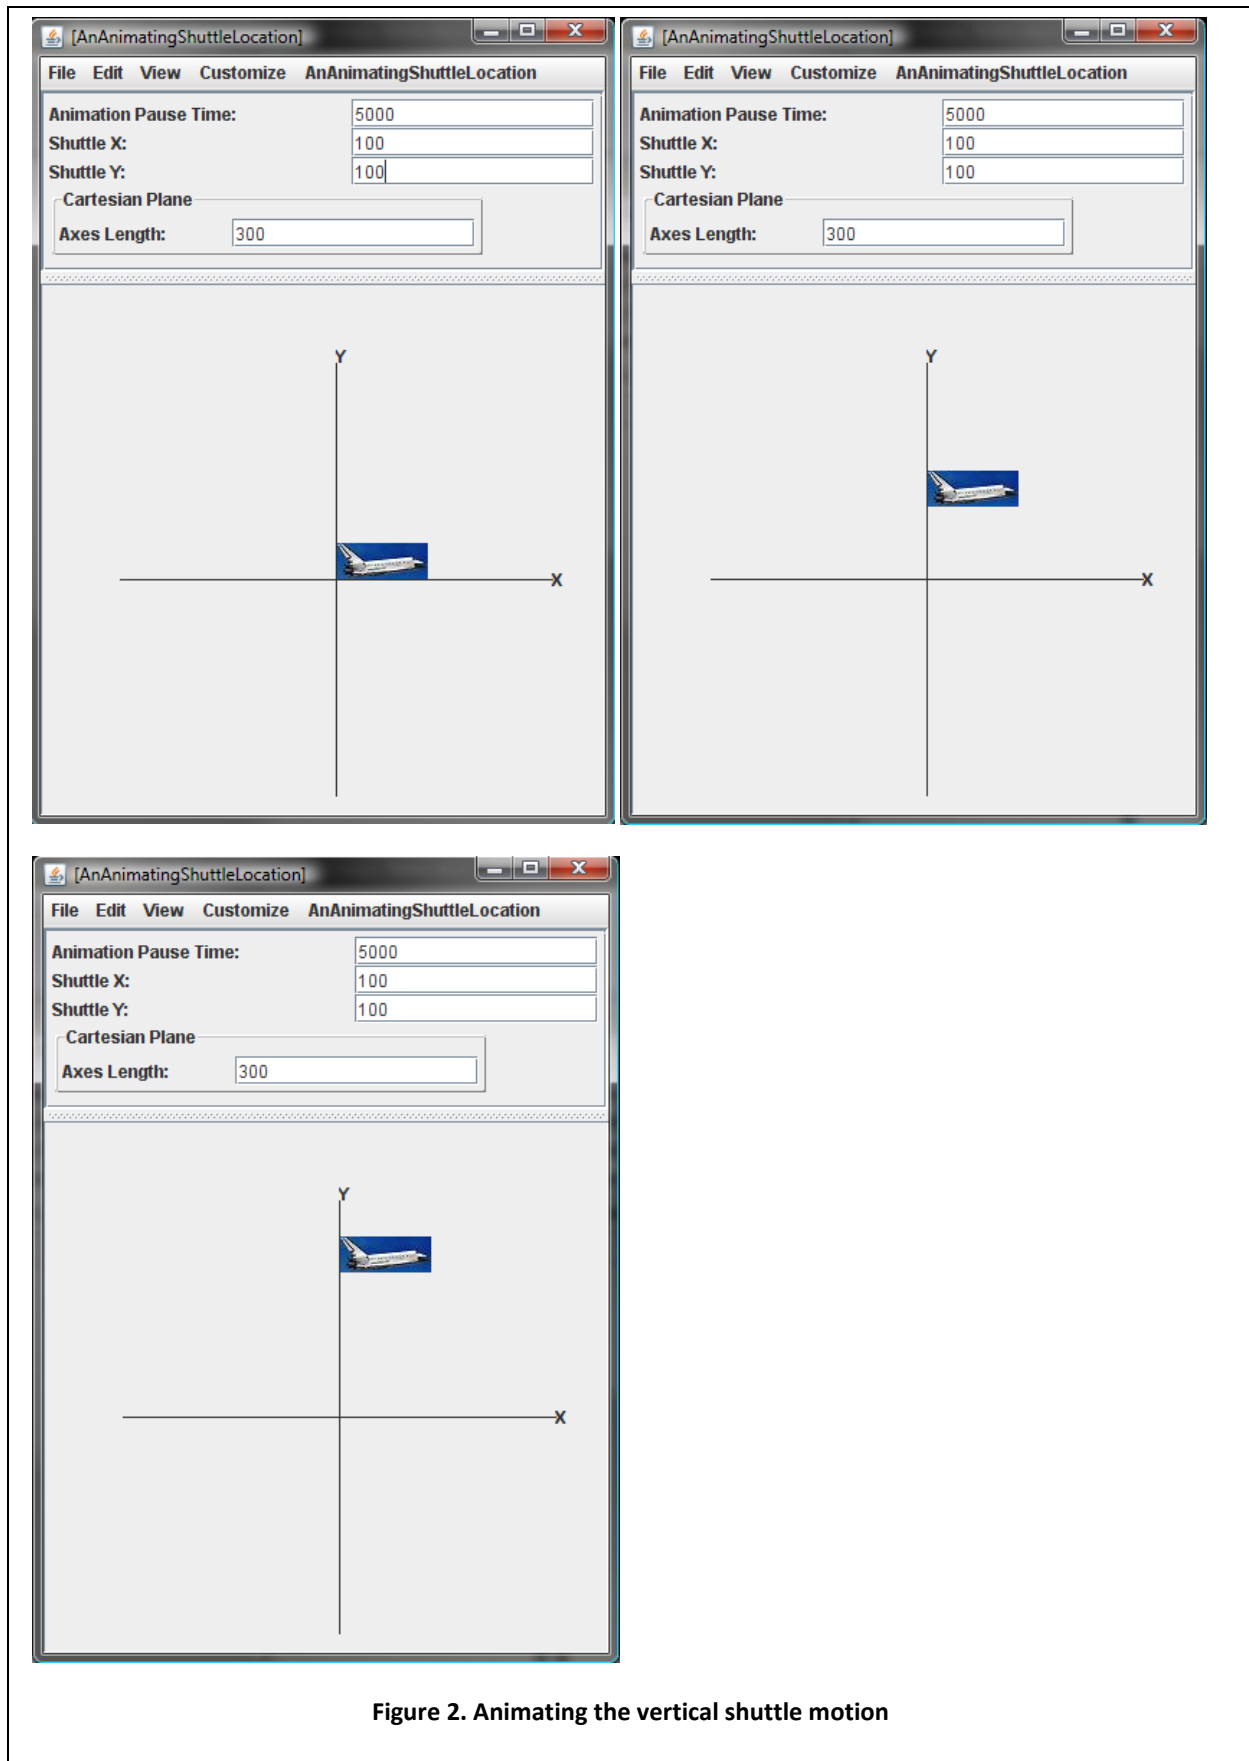 [AnAnimatingShuttleLocation]
File Edit View Customize AnAnimatingShuttleLocation
Animation Pause Time: 5000
Shuttle X: 100
Shuttle Y: 100
Cartesian Plane
Axes Length: 300
Y
X
[AnAnimatingShuttleLocation]
File Edit View Customize AnAnimatingShuttleLocation
Animation Pause Time: 5000
Shuttle X: 100
Shuttle Y: 100
Cartesian Plane
Axes Length: 300
Y
X
[AnAnimatingShuttleLocation]
File Edit View Customize AnAnimatingShuttleLocation
Animation Pause Time: 5000
Shuttle X: 100
Shuttle Y: 100
Cartesian Plane
Axes Length: 300
Y
X
Figure 2. Animating the vertical shuttle motion